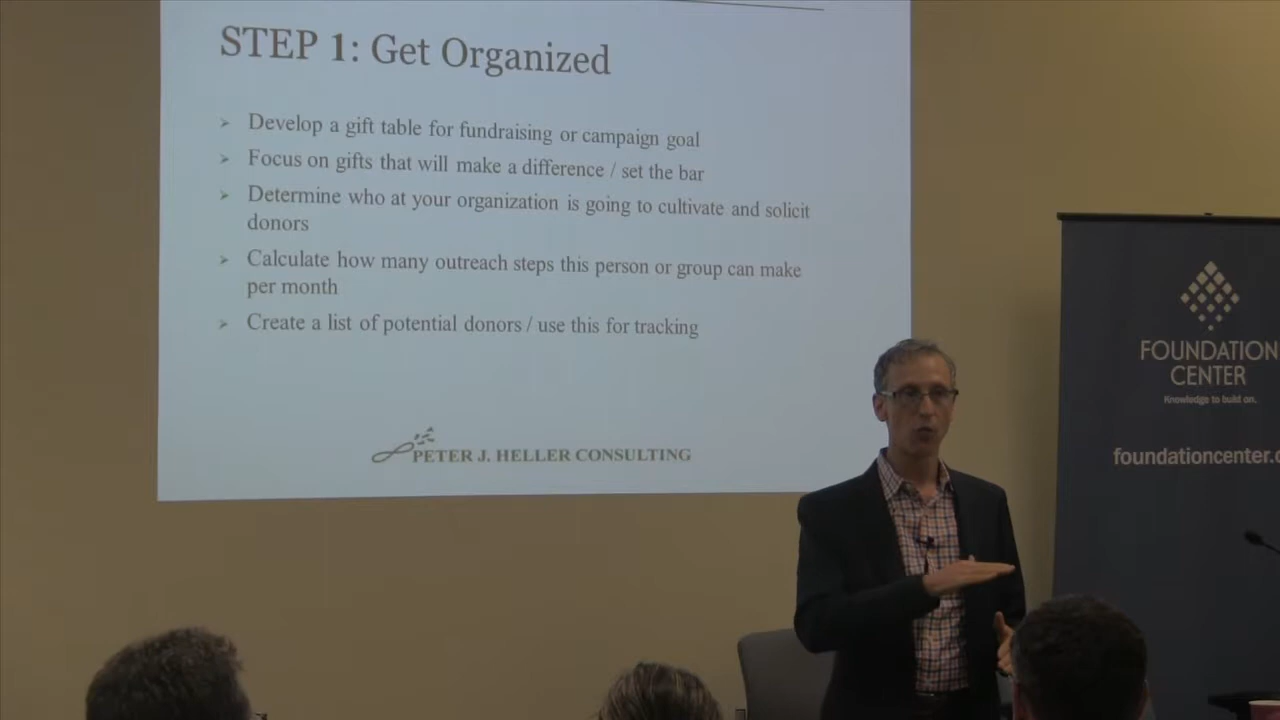 STEP 1: Get Organized
➢ Develop a gift table for fundraising or campaign goal
➢ Focus on gifts that will make a difference / set the bar
➢ Determine who at your organization is going to cultivate and solicit
donors
➢ Calculate how many outreach steps this person or group can make
per month
➢ Create a list of potential donors / use this for tracking
PETER J. HELLER CONSULTING
FOUNDATION
CENTER
Knowledge to build on.
foundationcenter.